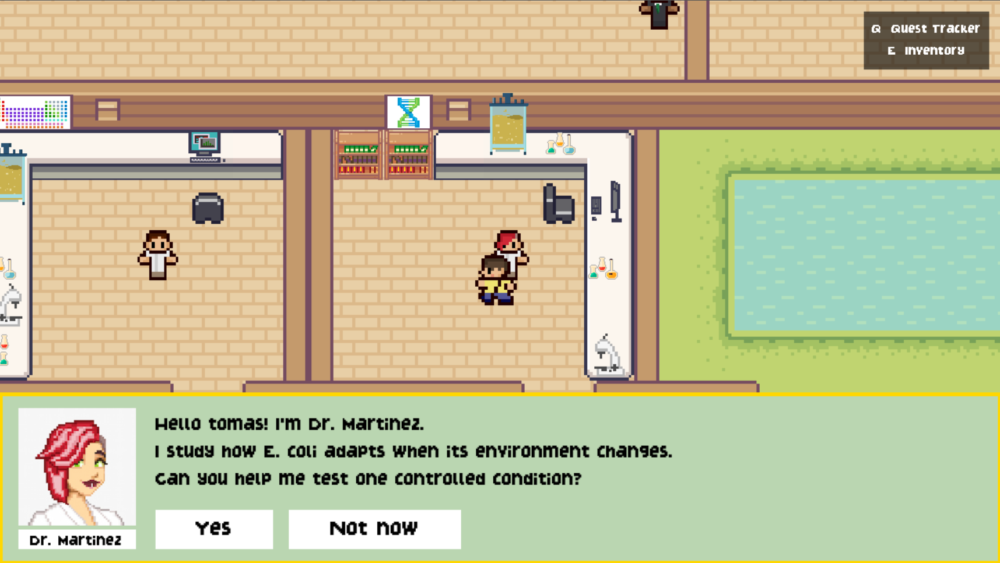 Q Quest Tracker
E Inventory
Hello tomas! I'm Dr. Martinez.
I study how E. coli adapts when its environment changes.
Can you help me test one controlled condition?
Yes
Not now
Dr. Martinez